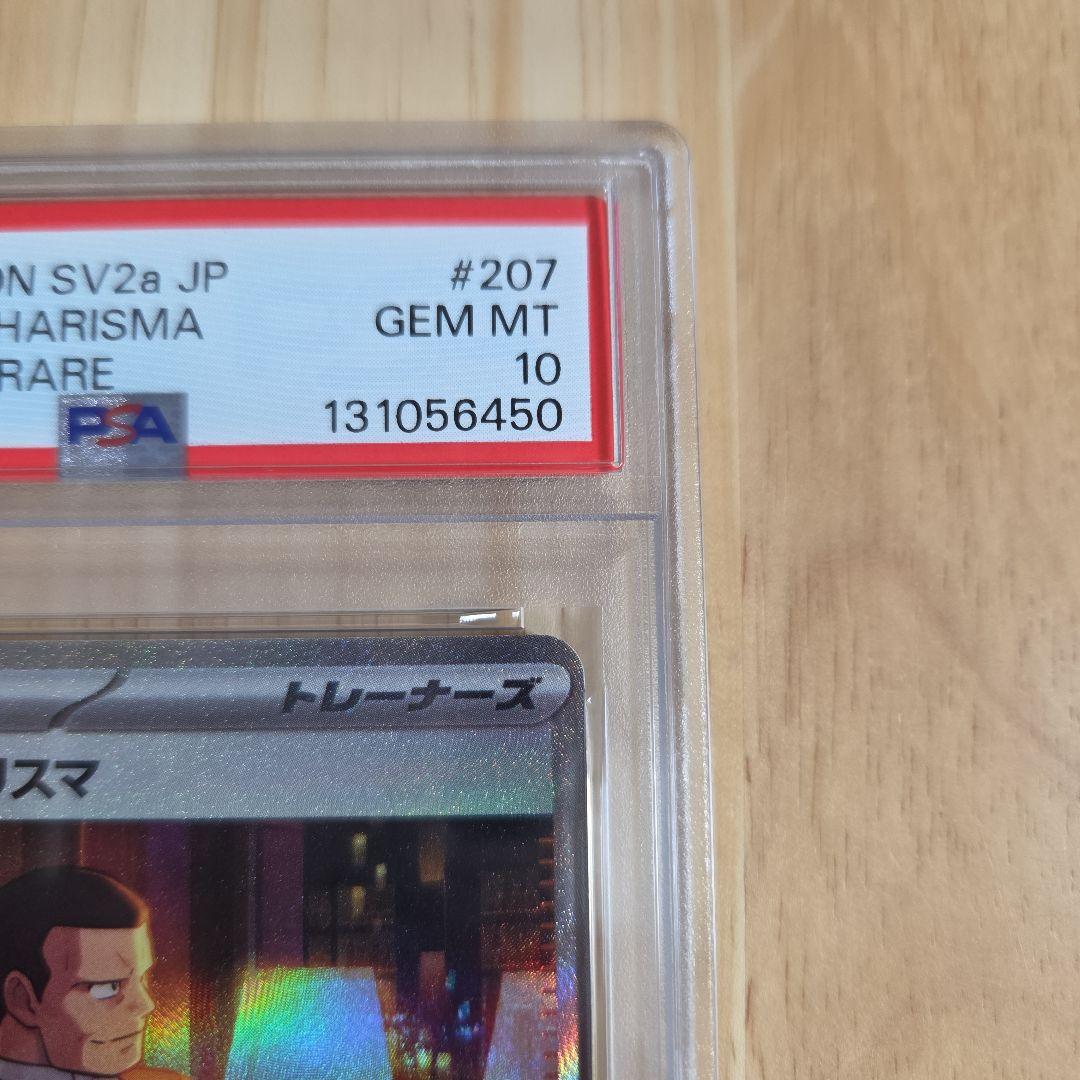 ON SV2a JP #207
HARISMA GEM MT
RARE 10
PSA 131056450
トレーナーズ
リスマ